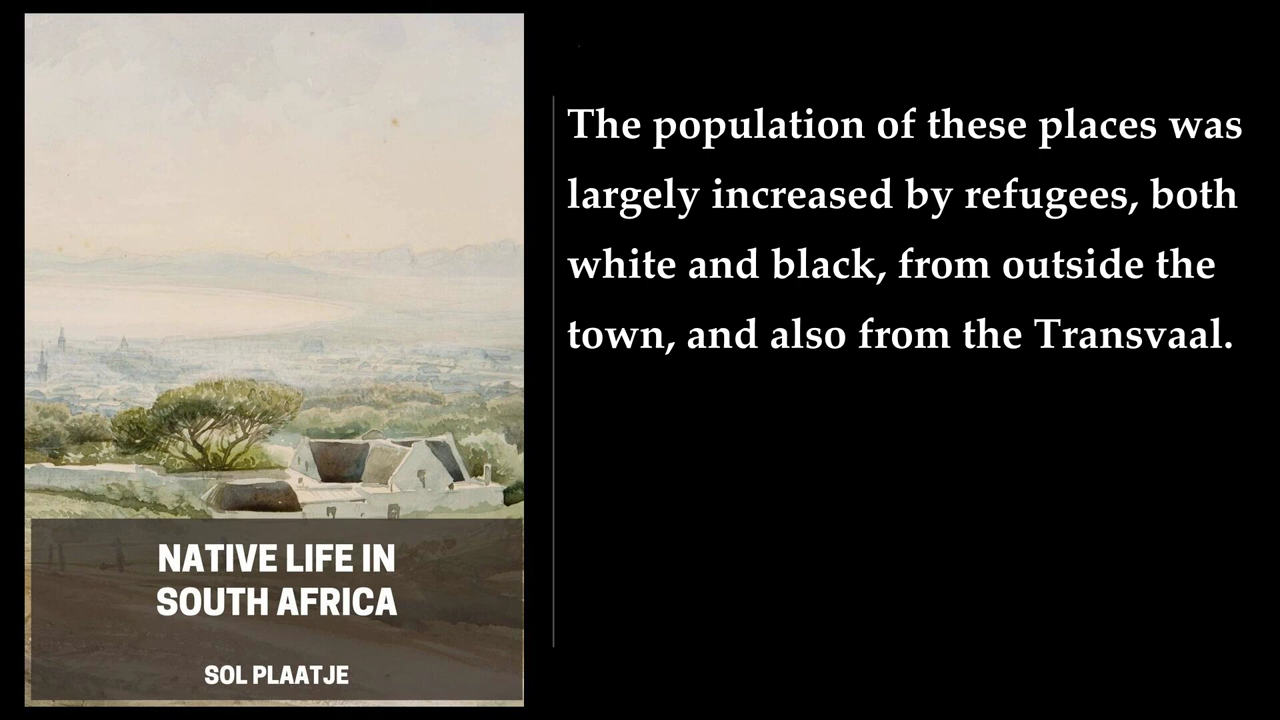 NATIVE LIFE IN
SOUTH AFRICA
SOL PLAATJE
The population of these places was
largely increased by refugees, both
white and black, from outside the
town, and also from the Transvaal.